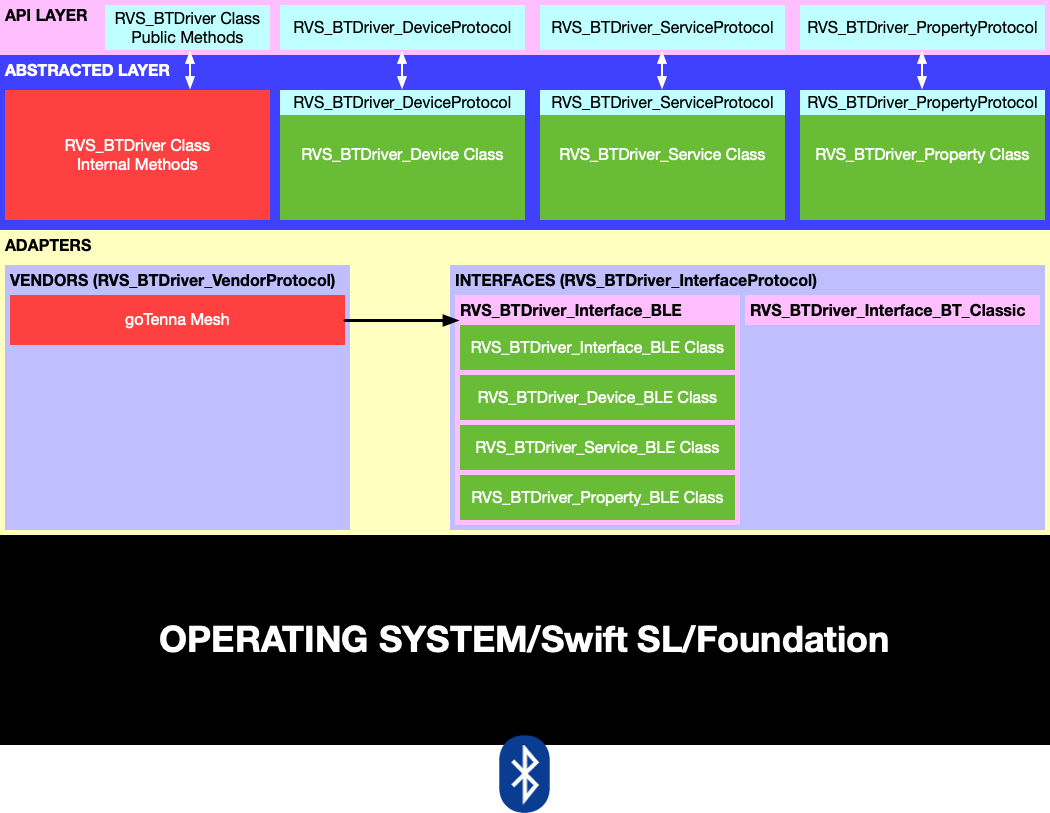 API LAYER
RVS_BTDriver Class
Public Methods
RVS_BTDriver_DeviceProtocol
RVS_BTDriver_ServiceProtocol
RVS_BTDriver_PropertyProtocol
ABSTRACTED LAYER
RVS_BTDriver Class
Internal Methods
RVS_BTDriver_DeviceProtocol
RVS_BTDriver_Device Class
RVS_BTDriver_ServiceProtocol
RVS_BTDriver_Service Class
RVS_BTDriver_PropertyProtocol
RVS_BTDriver_Property Class
ADAPTERS
VENDORS (RVS_BTDriver_VendorProtocol)
goTenna Mesh
INTERFACES (RVS_BTDriver_InterfaceProtocol)
RVS_BTDriver_Interface_BLE
RVS_BTDriver_Interface_BLE Class
RVS_BTDriver_Device_BLE Class
RVS_BTDriver_Service_BLE Class
RVS_BTDriver_Property_BLE Class
RVS_BTDriver_Interface_BT_Classic
OPERATING SYSTEM/Swift SL/Foundation